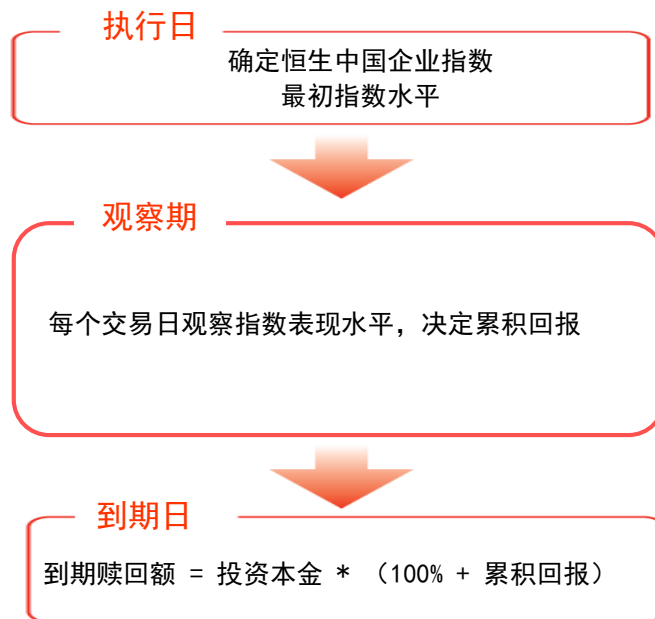 执行日
确定恒生中国企业指数
最初指数水平
观察期
每个交易日观察指数表现水平，决定累积回报
到期日
到期赎回额 = 投资本金 * （100% + 累积回报）